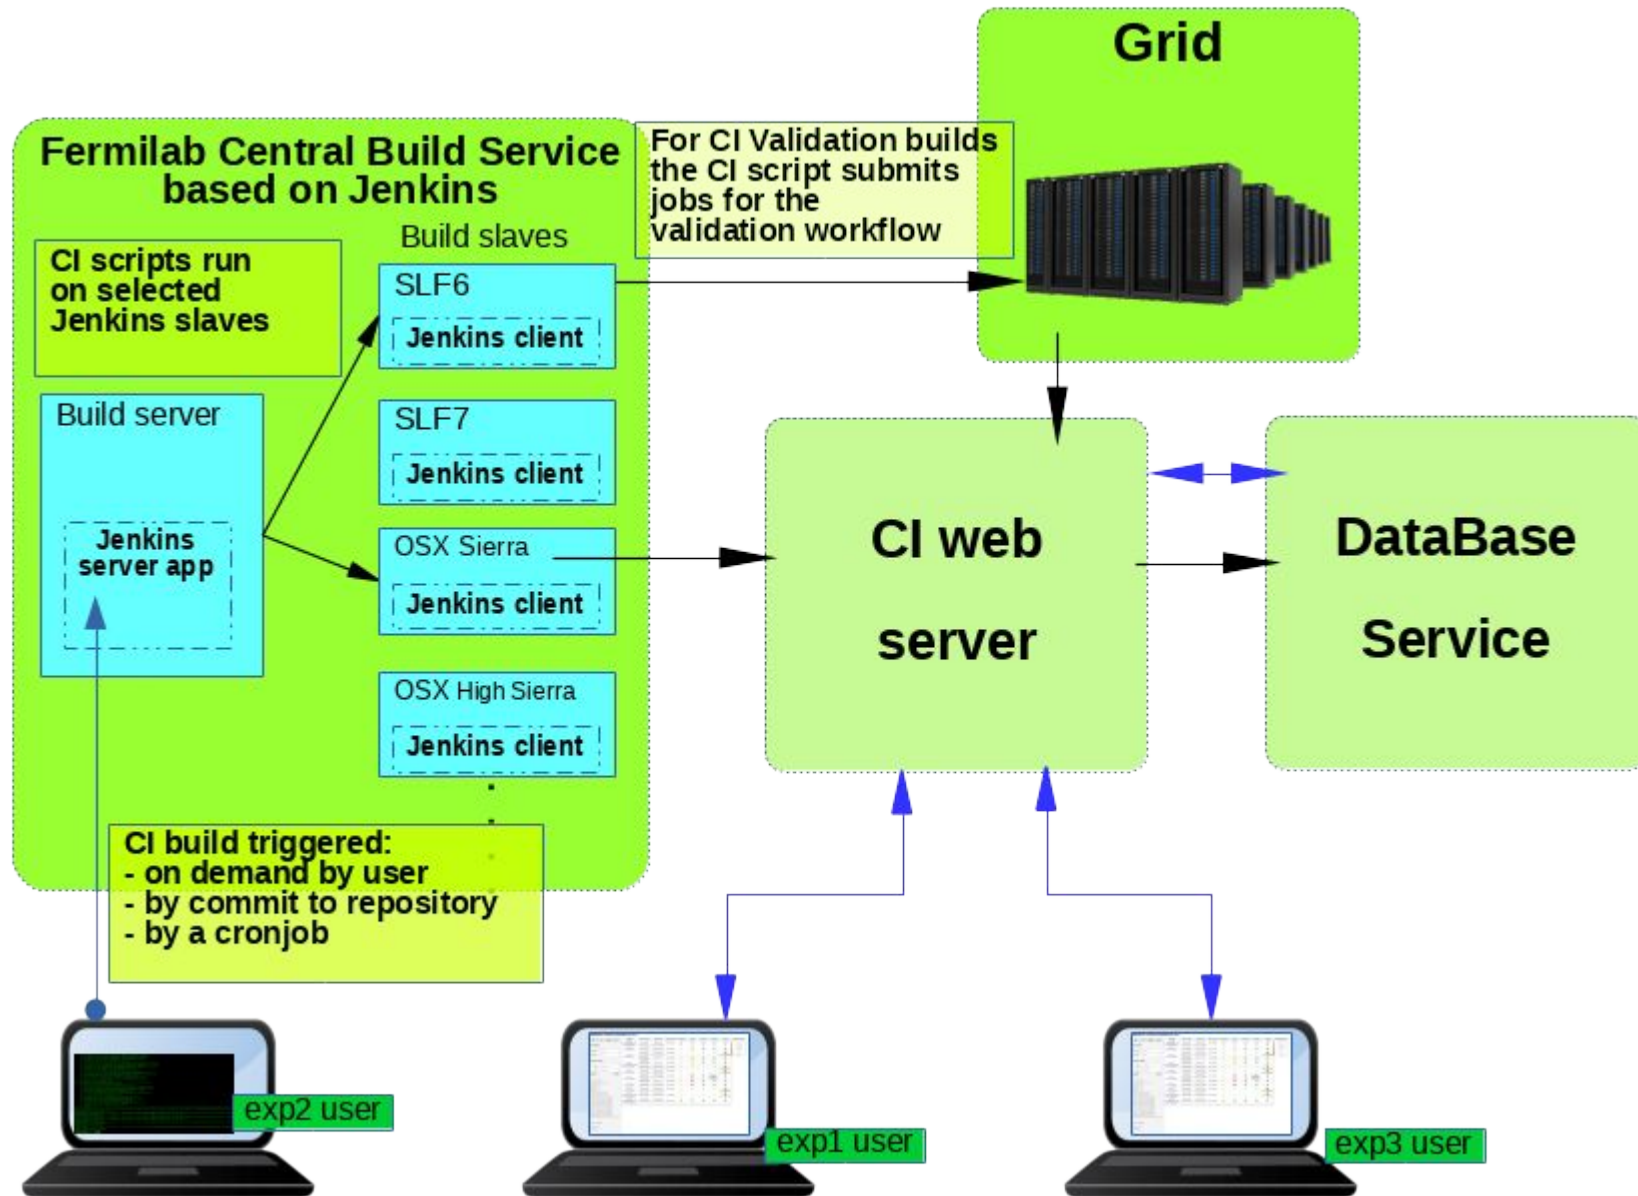 Grid
Fermilab Central Build Service
based on Jenkins
For CI Validation builds
the CI script submits
jobs for the
validation workflow
Build slaves
CI scripts run
on selected
Jenkins slaves
SLF6
Jenkins client
Build server
Jenkins
server app
SLF7
Jenkins client
OSX Sierra
Jenkins client
OSX High Sierra
Jenkins client
CI web
server
DataBase
Service
CI build triggered:
- on demand by user
- by commit to repository
- by a cronjob
exp2 user
exp1 user
exp3 user